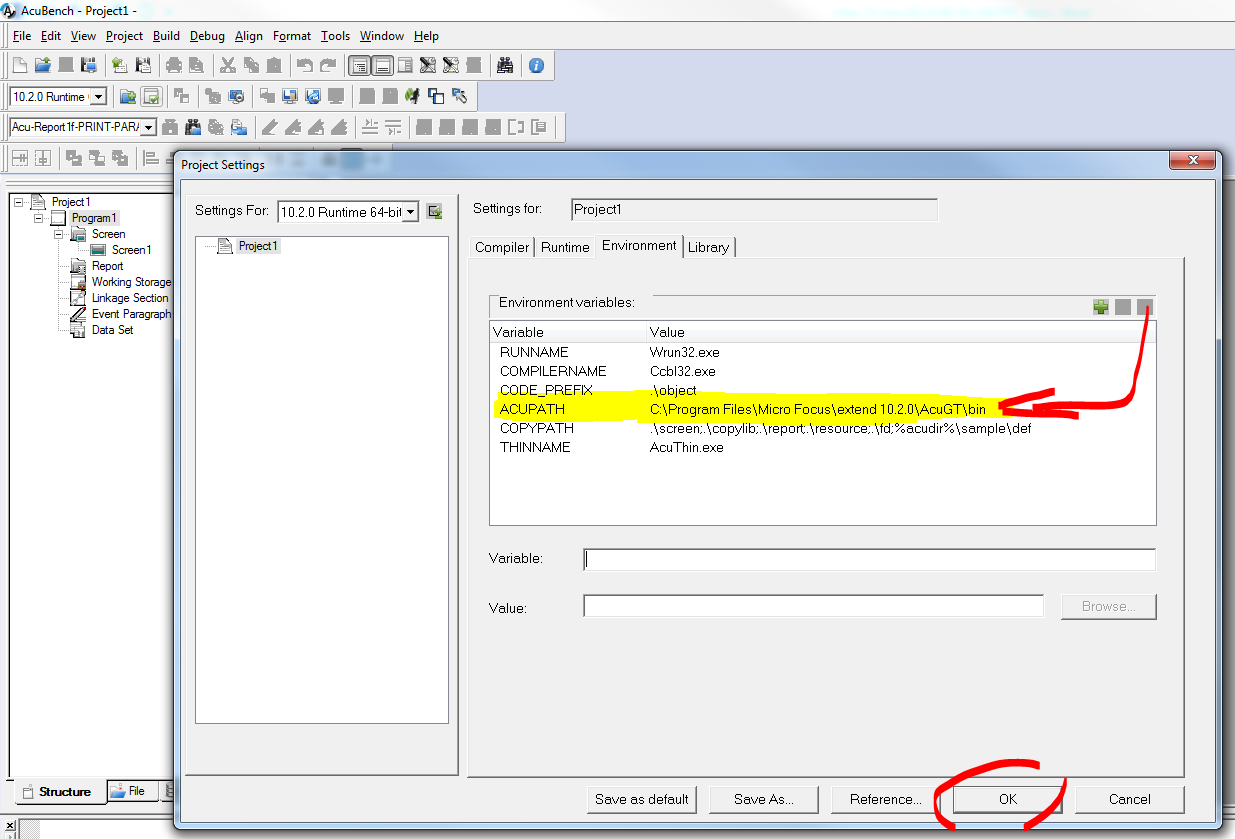 AcuBench - Project1 -
File Edit View Project Build Debug Align Format Tools Window Help
10.2.0 Runtime
Acu-Report1f-PRINT-PARA
Project Settings
Project1
Program1
Screen
Screen1
Report
Working Storage
Linkage Section
Event Paragraph
Data Set
Structure
File
Settings For: 10.2.0 Runtime 64-bit
Project1
Settings for: Project1
Compiler Runtime Environment Library
Environment variables:
Variable Value
RUNNAME Wrun32.exe
COMPILERNAME Ccbl32.exe
CODE_PREFIX .\object
ACUPATH C:\Program Files\Micro Focus\extend 10.2.0\AcuGT\bin
COPYPATH .\screen;.\copylib;.\report;.\resource;.\fd;%acudir%\sample\def
THINNAME AcuThin.exe
Variable:
Value: Browse...
Save as default Save As... Reference... OK Cancel